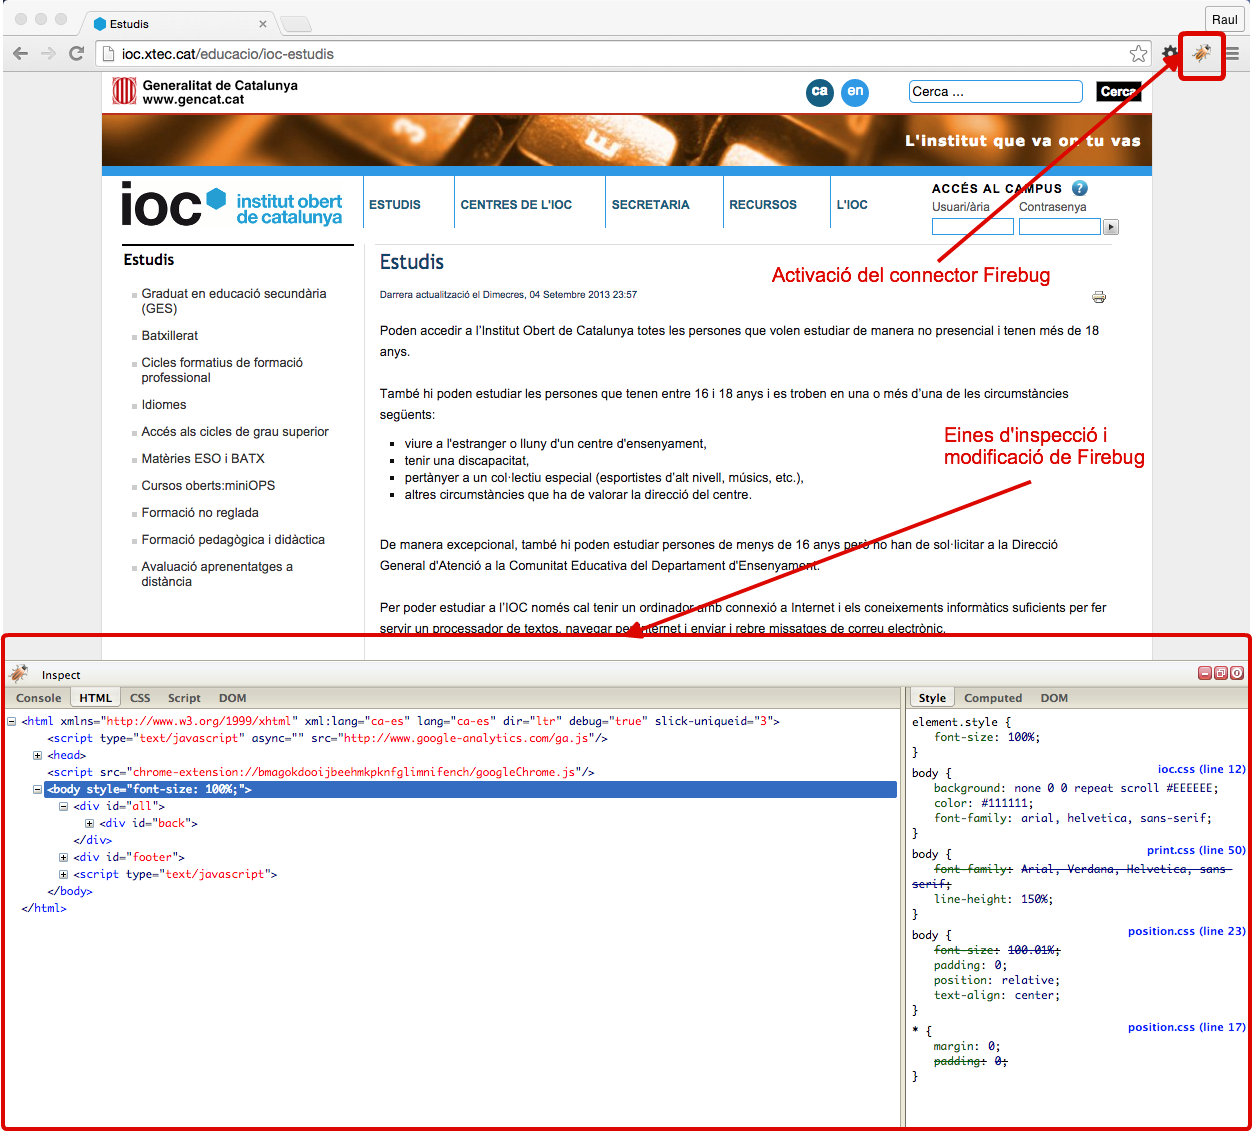 Estudis
Raul
ioc.xtec.cat/educacio/ioc-estudis
Generalitat de Catalunya
www.gencat.cat
ca
en
Cerca ...
Cerca
L'institut que va on tu vas
ioc institut obert
de catalunya
ESTUDIS
CENTRES DE L'IOC
SECRETARIA
RECURSOS
L'IOC
ACCÉS AL CAMPUS ?
Usuari/ària
Contrasenya
Activació del connector Firebug
Estudis
Graduat en educació secundària
(GES)
Batxillerat
Cicles formatius de formació
professional
Idiomes
Accés als cicles de grau superior
Matèries ESO i BATX
Cursos oberts:miniOPS
Formació no reglada
Formació pedagògica i didàctica
Avaluació aprenentatges a
distància
Estudis
Darrera actualització el Dimecres, 04 Setembre 2013 23:57
Poden accedir a l'Institut Obert de Catalunya totes les persones que volen estudiar de manera no presencial i tenen més de 18
anys.
També hi poden estudiar les persones que tenen entre 16 i 18 anys i es troben en una o més d'una de les circumstàncies
següents:
viure a l'estranger o lluny d'un centre d'ensenyament,
tenir una discapacitat,
pertànyer a un col·lectiu especial (esportistes d'alt nivell, músics, etc.),
altres circumstàncies que ha de valorar la direcció del centre.
Eines d'inspecció i
modificació de Firebug
De manera excepcional, també hi poden estudiar persones de menys de 16 anys però ho han de sol·licitar a la Direcció
General d'Atenció a la Comunitat Educativa del Departament d'Ensenyament.
Per poder estudiar a l'IOC només cal tenir un ordinador amb connexió a Internet i els coneixements informàtics suficients per fer
servir un processador de textos, navegar per Internet i enviar i rebre missatges de correu electrònic.
Inspect
Console HTML CSS Script DOM
<html xmlns="http://www.w3.org/1999/xhtml" xml:lang="ca-es" lang="ca-es" dir="ltr" debug="true" slick-uniqueid="3">
<script type="text/javascript" async="" src="http://www.google-analytics.com/ga.js"/>
<head>
<script src="chrome-extension://bmagokdooijbeehmkpknfglimnifench/googleChrome.js"/>
<body style="font-size: 100%;">
<div id="all">
<div id="back">
</div>
<div id="footer">
<script type="text/javascript">
</body>
</html>
Style Computed DOM
element.style {
font-size: 100%;
}
body {
ioc.css (line 12)
background: none 0 0 repeat scroll #EEEEEE;
color: #111111;
font-family: arial, helvetica, sans-serif;
}
print.css (line 50)
body {
font-family: Arial, Verdana, Helvetica, sans-
serif;
line-height: 150%;
}
body {
position.css (line 23)
font-size: 100.01%;
padding: 0;
position: relative;
text-align: center;
}
* {
position.css (line 17)
margin: 0;
padding: 0;
}